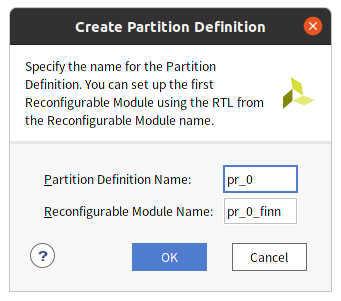 Create Partition Definition
Specify the name for the Partition
Definition. You can set up the first
Reconfigurable Module using the RTL from
the Reconfigurable Module name.
Partition Definition Name: pr_0
Reconfigurable Module Name: pr_0_finn
? OK Cancel